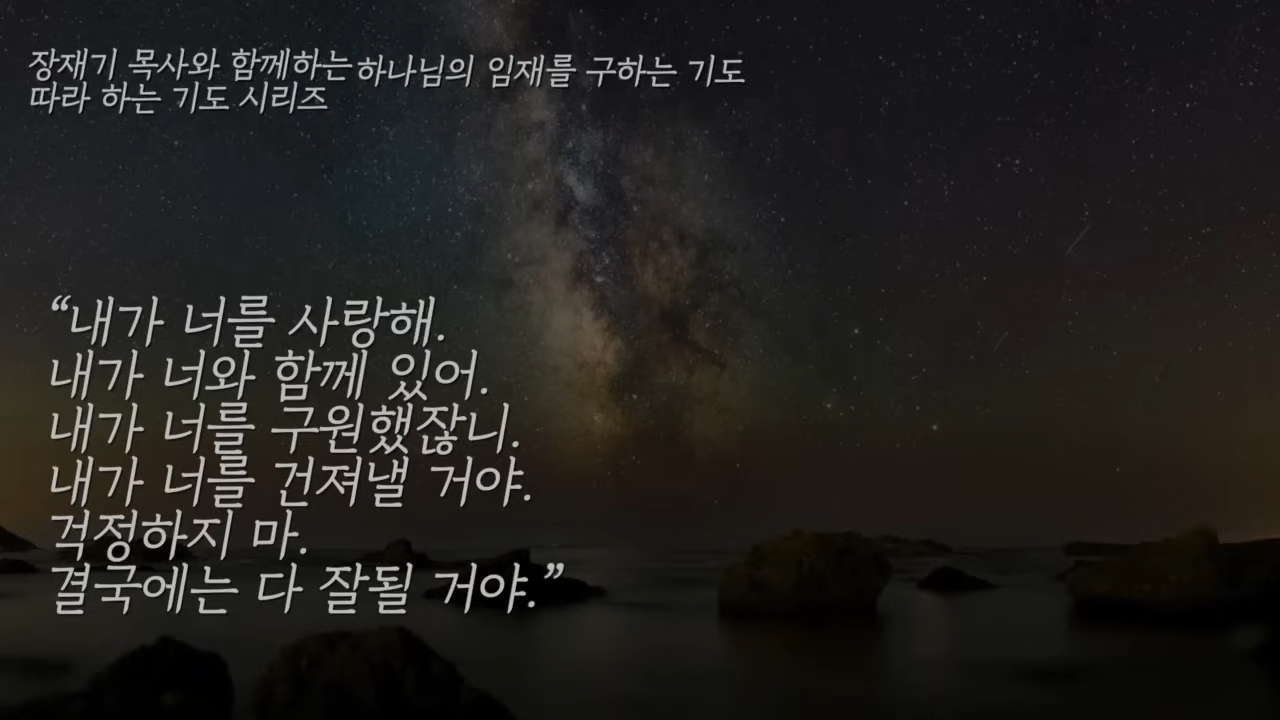 장재기 목사와 함께하는
따라 하는 기도 시리즈
하나님의 임재를 구하는 기도
“내가 너를 사랑해.
내가 너와 함께 있어.
내가 너를 구원했잖니.
내가 너를 건져낼 거야.
걱정하지 마.
결국에는 다 잘될 거야.”